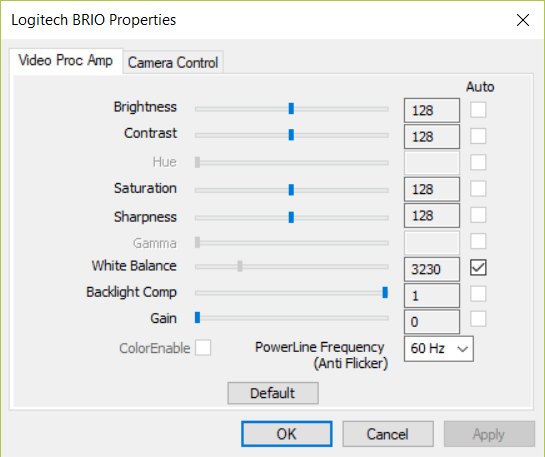 Logitech BRIO Properties
Video Proc Amp Camera Control
Auto
Brightness 128
Contrast 128
Hue
Saturation 128
Sharpness 128
Gamma
White Balance 3230
Backlight Comp 1
Gain 0
ColorEnable PowerLine Frequency 60 Hz
(Anti Flicker)
Default
OK Cancel Apply